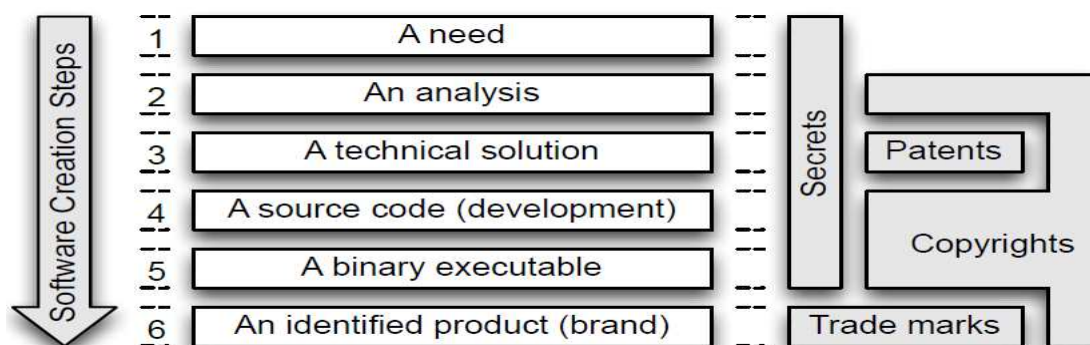 Software Creation Steps
1 A need
2 An analysis
3 A technical solution
4 A source code (development)
5 A binary executable
6 An identified product (brand)
Secrets
Patents
Copyrights
Trade marks